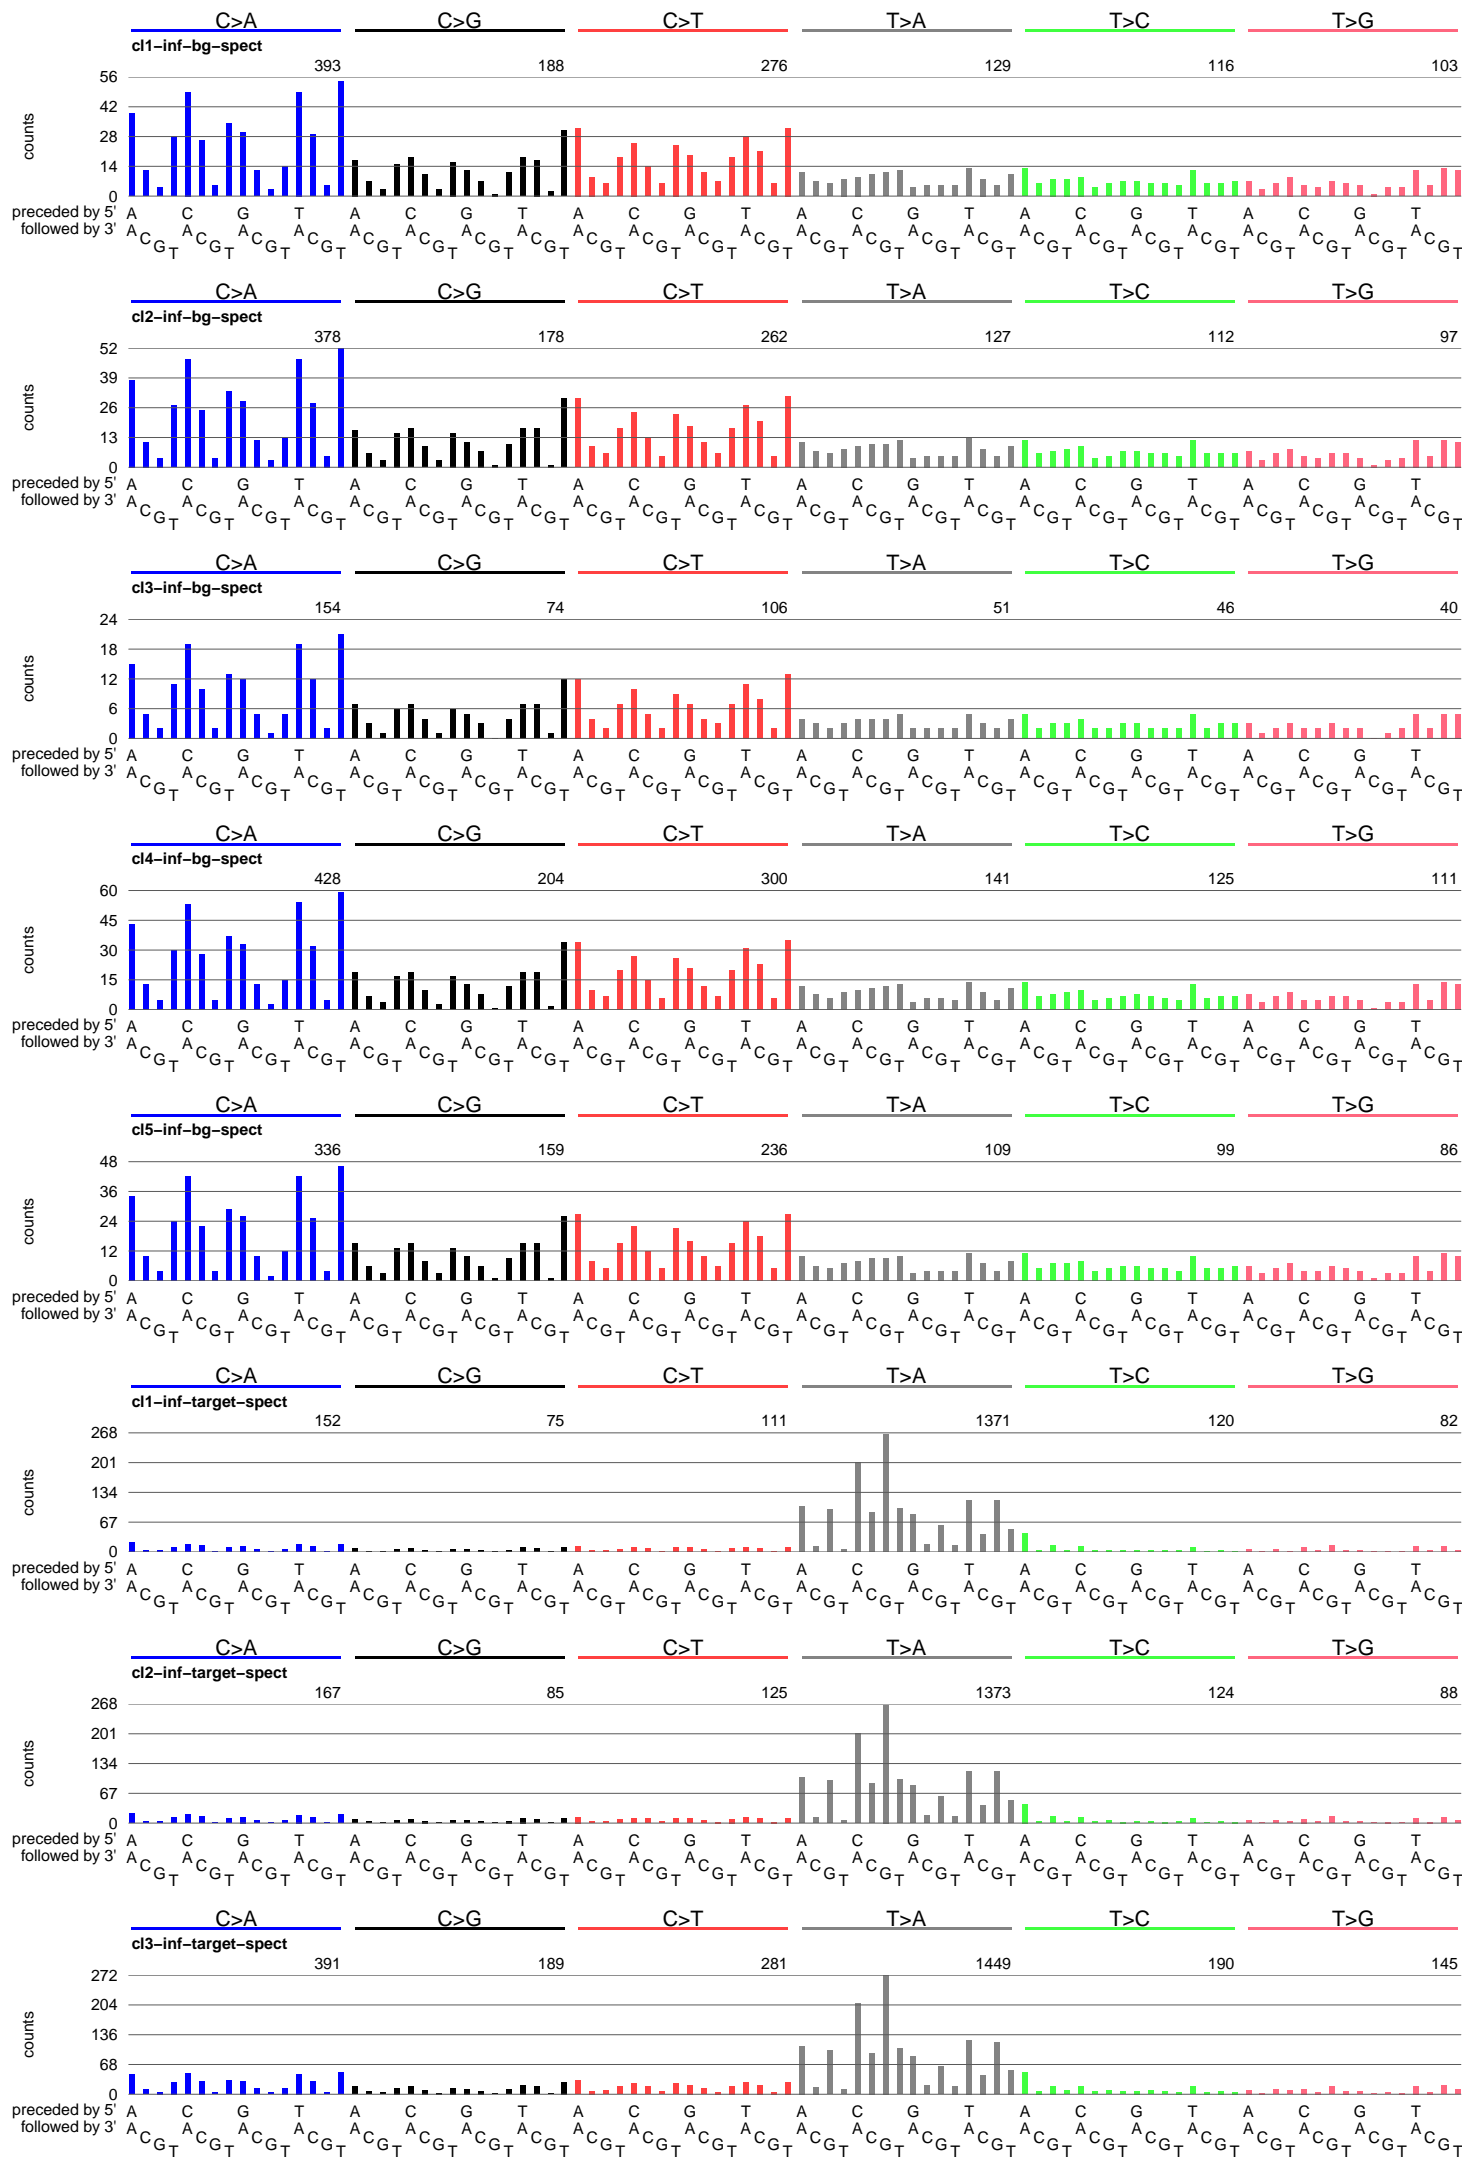 C>A C>G C>T T>A T>C T>G
cl1−inf−bg−spect
393 188 276 129 116 103
56
42
28
14
0
counts
preceded by 5' A C G T A C G T A C G T A C G T A C G T A C G T
followed by 3' A C G T A C G T A C G T A C G T A C G T A C G T A C G T A C G T A C G T A C G T A C G T A C G T A C G T A C G T A C G T A C G T A C G T A C G T A C G T A C G T A C G T A C G T A C G T A C G T
C>A C>G C>T T>A T>C T>G
cl2−inf−bg−spect
378 178 262 127 112 97
52
39
26
13
0
counts
preceded by 5' A C G T A C G T A C G T A C G T A C G T A C G T
followed by 3' A C G T A C G T A C G T A C G T A C G T A C G T A C G T A C G T A C G T A C G T A C G T A C G T A C G T A C G T A C G T A C G T A C G T A C G T A C G T A C G T A C G T A C G T A C G T A C G T
C>A C>G C>T T>A T>C T>G
cl3−inf−bg−spect
154 74 106 51 46 40
24
18
12
6
0
counts
preceded by 5' A C G T A C G T A C G T A C G T A C G T A C G T
followed by 3' A C G T A C G T A C G T A C G T A C G T A C G T A C G T A C G T A C G T A C G T A C G T A C G T A C G T A C G T A C G T A C G T A C G T A C G T A C G T A C G T A C G T A C G T A C G T A C G T
C>A C>G C>T T>A T>C T>G
cl4−inf−bg−spect
428 204 300 141 125 111
60
45
30
15
0
counts
preceded by 5' A C G T A C G T A C G T A C G T A C G T A C G T
followed by 3' A C G T A C G T A C G T A C G T A C G T A C G T A C G T A C G T A C G T A C G T A C G T A C G T A C G T A C G T A C G T A C G T A C G T A C G T A C G T A C G T A C G T A C G T A C G T A C G T
C>A C>G C>T T>A T>C T>G
cl5−inf−bg−spect
336 159 236 109 99 86
48
36
24
12
0
counts
preceded by 5' A C G T A C G T A C G T A C G T A C G T A C G T
followed by 3' A C G T A C G T A C G T A C G T A C G T A C G T A C G T A C G T A C G T A C G T A C G T A C G T A C G T A C G T A C G T A C G T A C G T A C G T A C G T A C G T A C G T A C G T A C G T A C G T
C>A C>G C>T T>A T>C T>G
cl1−inf−target−spect
152 75 111 1371 120 82
268
201
134
67
0
counts
preceded by 5' A C G T A C G T A C G T A C G T A C G T A C G T
followed by 3' A C G T A C G T A C G T A C G T A C G T A C G T A C G T A C G T A C G T A C G T A C G T A C G T A C G T A C G T A C G T A C G T A C G T A C G T A C G T A C G T A C G T A C G T A C G T A C G T
C>A C>G C>T T>A T>C T>G
cl2−inf−target−spect
167 85 125 1373 124 88
268
201
134
67
0
counts
preceded by 5' A C G T A C G T A C G T A C G T A C G T A C G T
followed by 3' A C G T A C G T A C G T A C G T A C G T A C G T A C G T A C G T A C G T A C G T A C G T A C G T A C G T A C G T A C G T A C G T A C G T A C G T A C G T A C G T A C G T A C G T A C G T A C G T
C>A C>G C>T T>A T>C T>G
cl3−inf−target−spect
391 189 281 1449 190 145
272
204
136
68
0
counts
preceded by 5' A C G T A C G T A C G T A C G T A C G T A C G T
followed by 3' A C G T A C G T A C G T A C G T A C G T A C G T A C G T A C G T A C G T A C G T A C G T A C G T A C G T A C G T A C G T A C G T A C G T A C G T A C G T A C G T A C G T A C G T A C G T A C G T